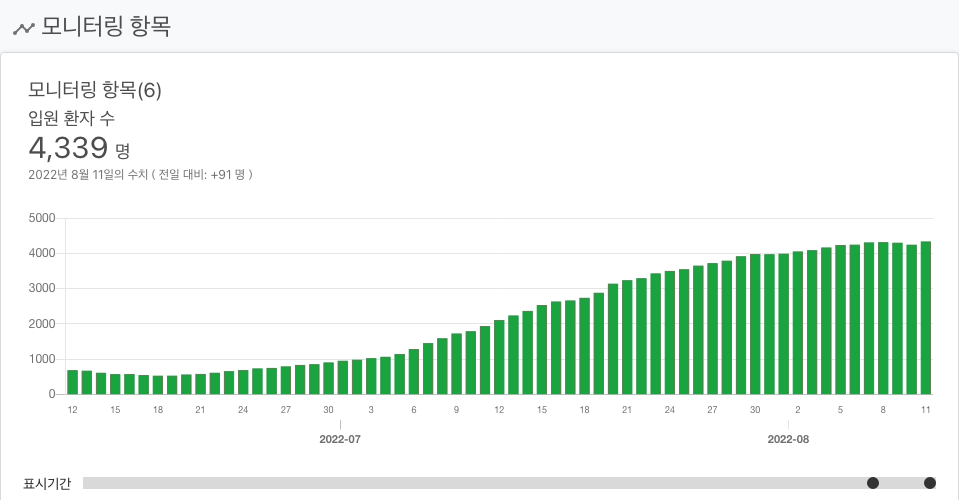 모니터링 항목
모니터링 항목(6)
입원 환자 수
4,339 명
2022년 8월 11일의 수치 ( 전일 대비: +91 명 )
5000
4000
3000
2000
1000
0
12 15 18 21 24 27 30 3 6 9 12 15 18 21 24 27 30 2 5 8 11
2022-07 2022-08
표시기간